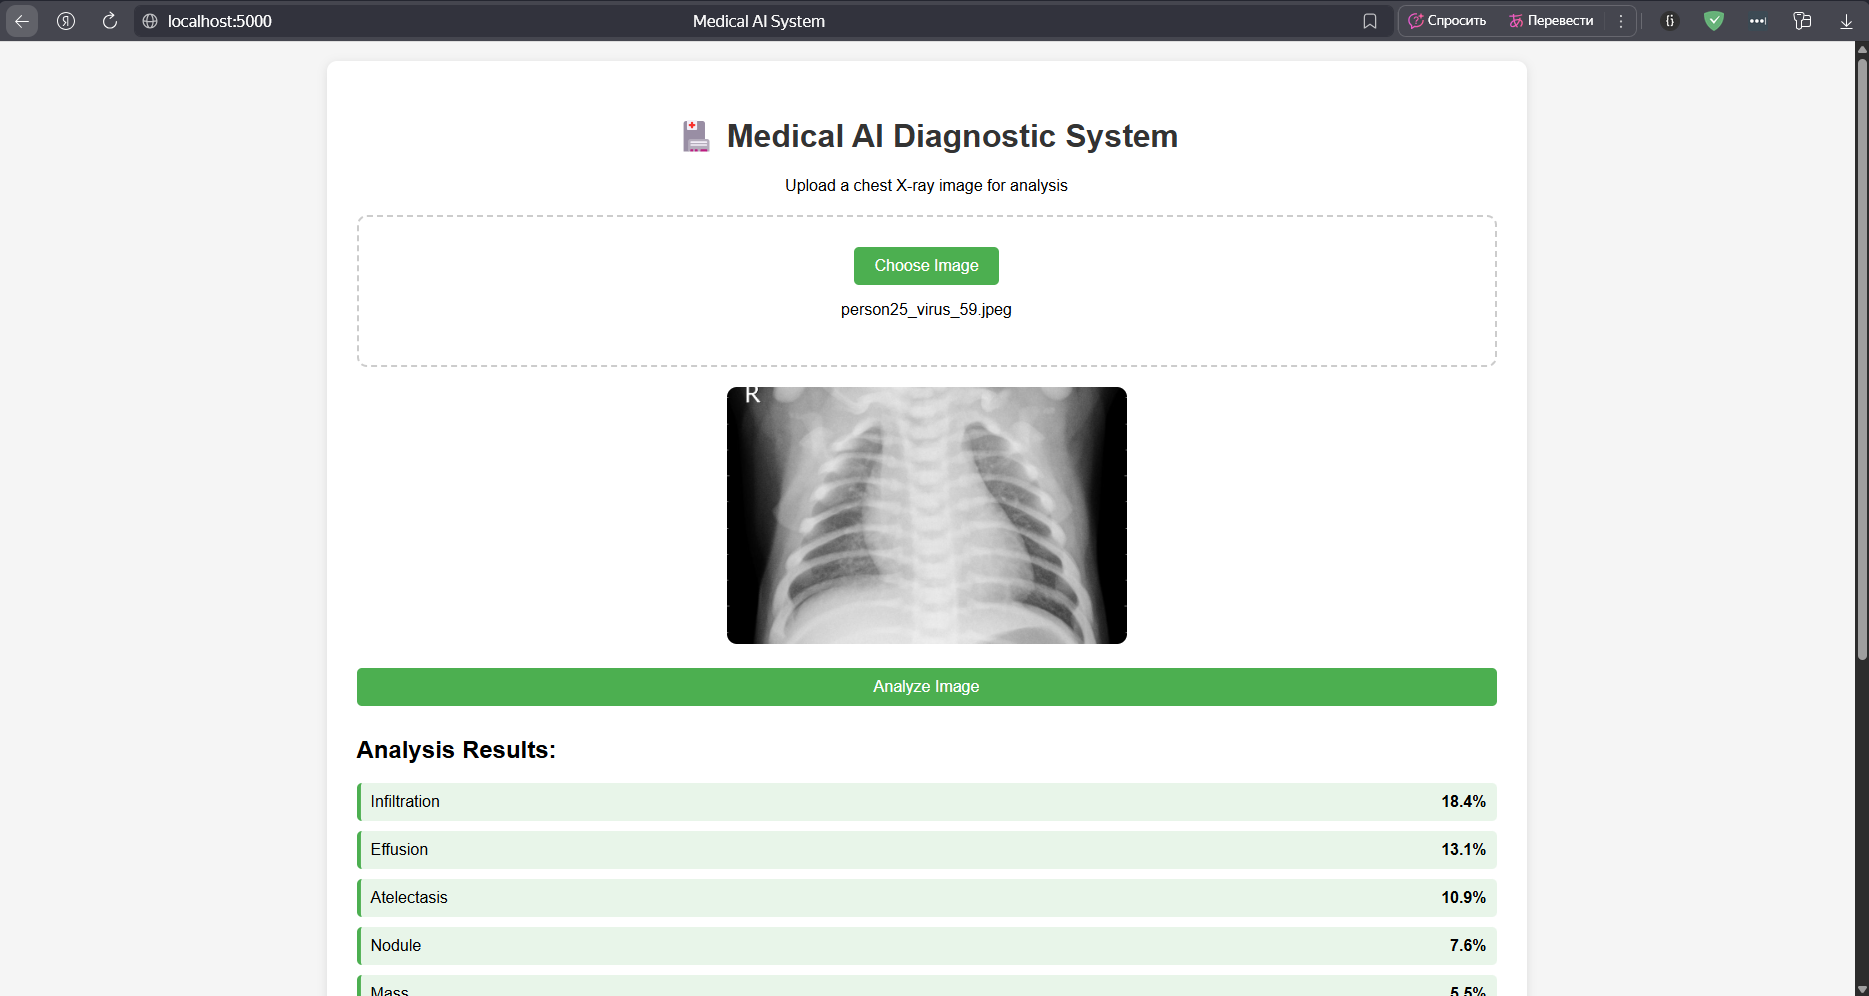 localhost:5000
Medical AI System
Спросить
Перевести
Medical AI Diagnostic System
Upload a chest X-ray image for analysis
Choose Image
person25_virus_59.jpeg
R
Analyze Image
Analysis Results:
Infiltration 18.4%
Effusion 13.1%
Atelectasis 10.9%
Nodule 7.6%
Mass 5.5%